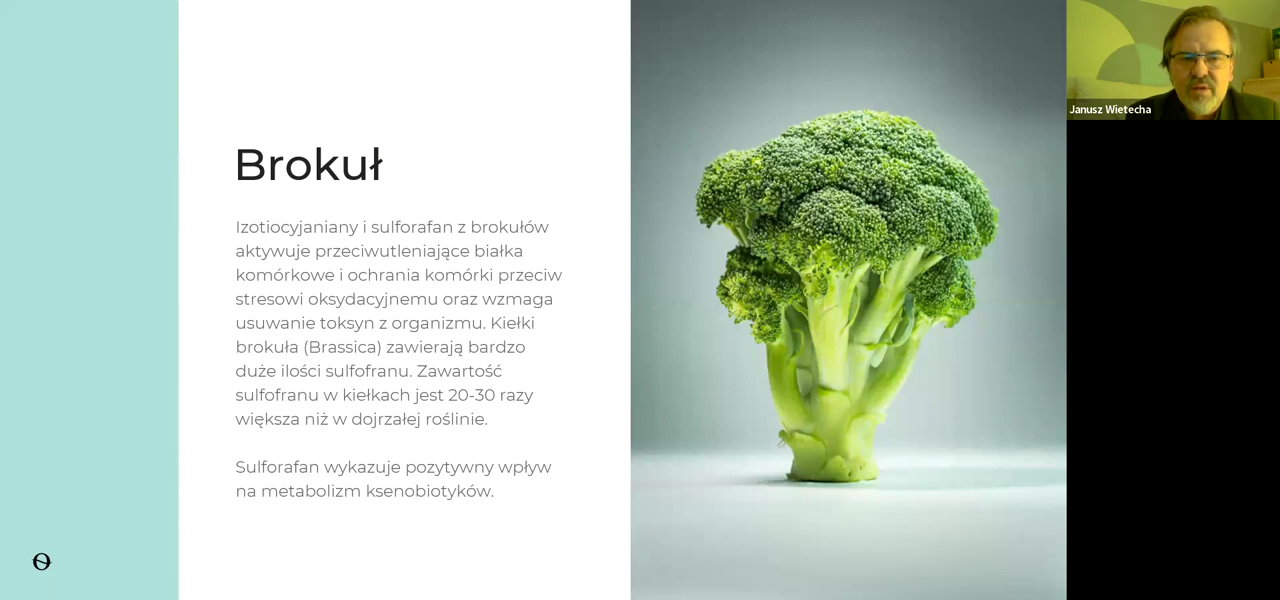 Brokuł
Izotiocyjaniany i sulforafan z brokułów
aktywuje przeciwutleniające białka
komórkowe i ochrania komórki przeciw
stresowi oksydacyjnemu oraz wzmaga
usuwanie toksyn z organizmu. Kiełki
brokuła (Brassica) zawierają bardzo
duże ilości sulfofranu. Zawartość
sulfofranu w kiełkach jest 20-30 razy
większa niż w dojrzałej roślinie.
Sulforafan wykazuje pozytywny wpływ
na metabolizm ksenobiotyków.
Janusz Wietecha